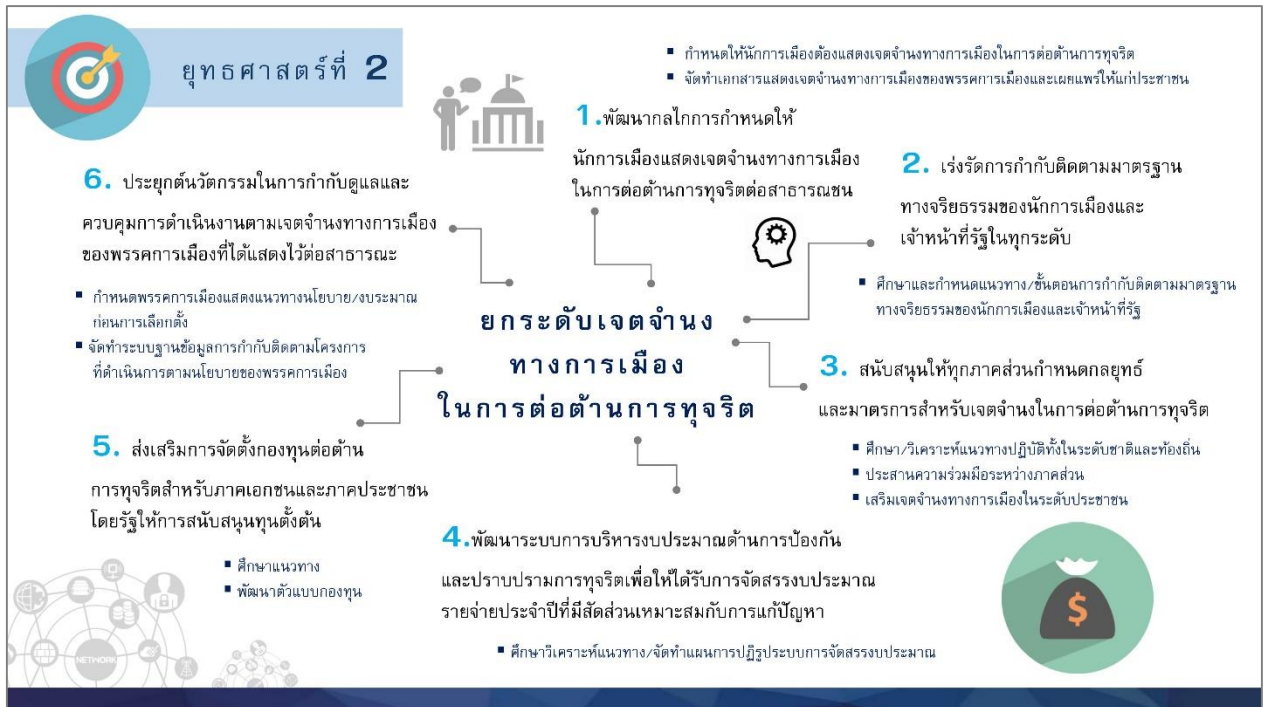 ยุทธศาสตร์ที่ 2
▪ กำหนดให้นักการเมืองต้องแสดงเจตจำนงทางการเมืองในการต่อต้านการทุจริต
▪ จัดทำเอกสารแสดงเจตจำนงทางการเมืองของพรรคการเมืองและเผยแพร่ให้แก่ประชาชน
1.พัฒนากลไกการกำหนดให้
นักการเมืองแสดงเจตจำนงทางการเมือง
ในการต่อต้านการทุจริตต่อสาธารณชน
2. เร่งรัดการกำกับติดตามมาตรฐาน
ทางจริยธรรมของนักการเมืองและ
เจ้าหน้าที่รัฐในทุกระดับ
▪ ศึกษาและกำหนดแนวทาง/ขั้นตอนการกำกับติดตามมาตรฐาน
ทางจริยธรรมของนักการเมืองและเจ้าหน้าที่รัฐ
6. ประยุกต์นวัตกรรมในการกำกับดูแลและ
ควบคุมการดำเนินงานตามเจตจำนงทางการเมือง
ของพรรคการเมืองที่ได้แสดงไว้ต่อสาธารณะ
▪ กำหนดพรรคการเมืองแสดงแนวทางนโยบาย/งบประมาณ
ก่อนการเลือกตั้ง
▪ จัดทำระบบฐานข้อมูลการกำกับติดตามโครงการ
ที่ดำเนินการตามนโยบายของพรรคการเมือง
ยกระดับเจตจำนง
ทางการเมือง
ในการต่อต้านการทุจริต
3. สนับสนุนให้ทุกภาคส่วนกำหนดกลยุทธ์
และมาตรการสำหรับเจตจำนงในการต่อต้านการทุจริต
▪ ศึกษา/วิเคราะห์แนวทางปฏิบัติทั้งในระดับชาติและท้องถิ่น
▪ ประสานความร่วมมือระหว่างภาคส่วน
▪ เสริมเจตจำนงทางการเมืองในระดับประชาชน
5. ส่งเสริมการจัดตั้งกองทุนต่อต้าน
การทุจริตสำหรับภาคเอกชนและภาคประชาชน
โดยรัฐให้การสนับสนุนทุนตั้งต้น
▪ ศึกษาแนวทาง
▪ พัฒนาตัวแบบกองทุน
4.พัฒนาระบบการบริหารงบประมาณด้านการป้องกัน
และปราบปรามการทุจริตเพื่อให้ได้รับการจัดสรรงบประมาณ
รายจ่ายประจำปีที่มีสัดส่วนเหมาะสมกับการแก้ปัญหา
▪ ศึกษาวิเคราะห์แนวทาง/จัดทำแผนการปฏิรูประบบการจัดสรรงบประมาณ
NETWORK
$